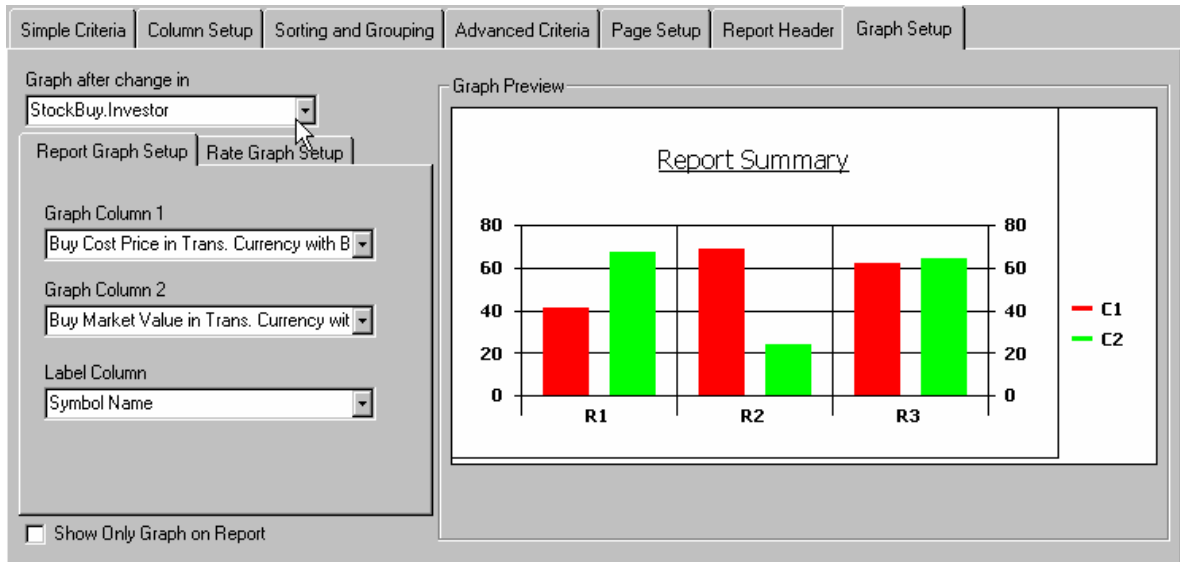 Simple Criteria
Column Setup
Sorting and Grouping
Advanced Criteria
Page Setup
Report Header
Graph Setup
Graph after change in
StockBuy.Investor
Report Graph Setup
Rate Graph Setup
Graph Column 1
Buy Cost Price in Trans. Currency with B
Graph Column 2
Buy Market Value in Trans. Currency wit
Label Column
Symbol Name
Show Only Graph on Report
Graph Preview
Report Summary
80
60
40
20
0
80
60
40
20
0
R1
R2
R3
C1
C2